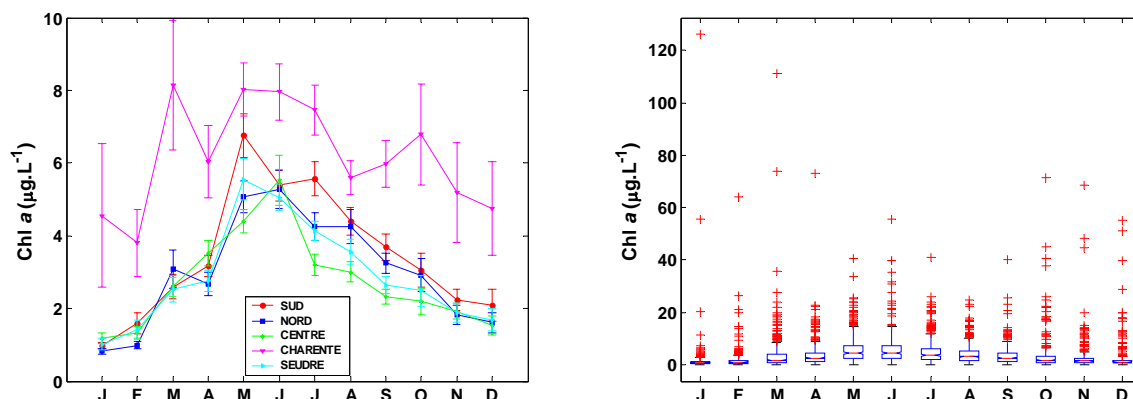 10
8
6
4
2
0
Chl a (µg.L⁻¹)
J F M A M J J A S O N D
SUD
NORD
CENTRE
CHARENTE
SEUDRE
120
100
80
60
40
20
0
Chl a (µg.L⁻¹)
J F M A M J J A S O N D